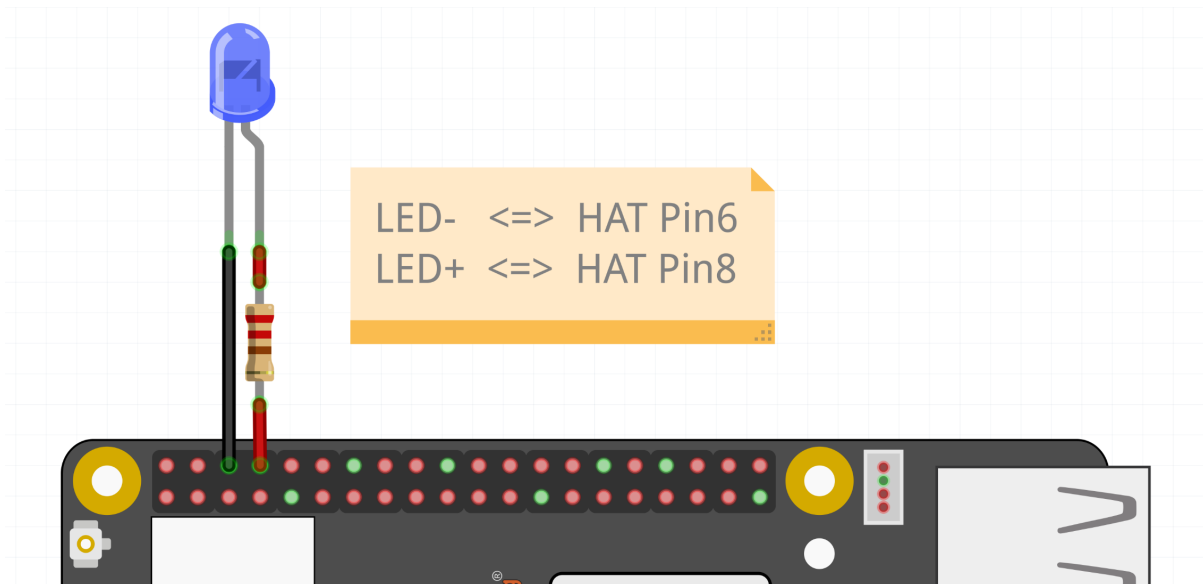 LED- <=> HAT Pin6
LED+ <=> HAT Pin8
®